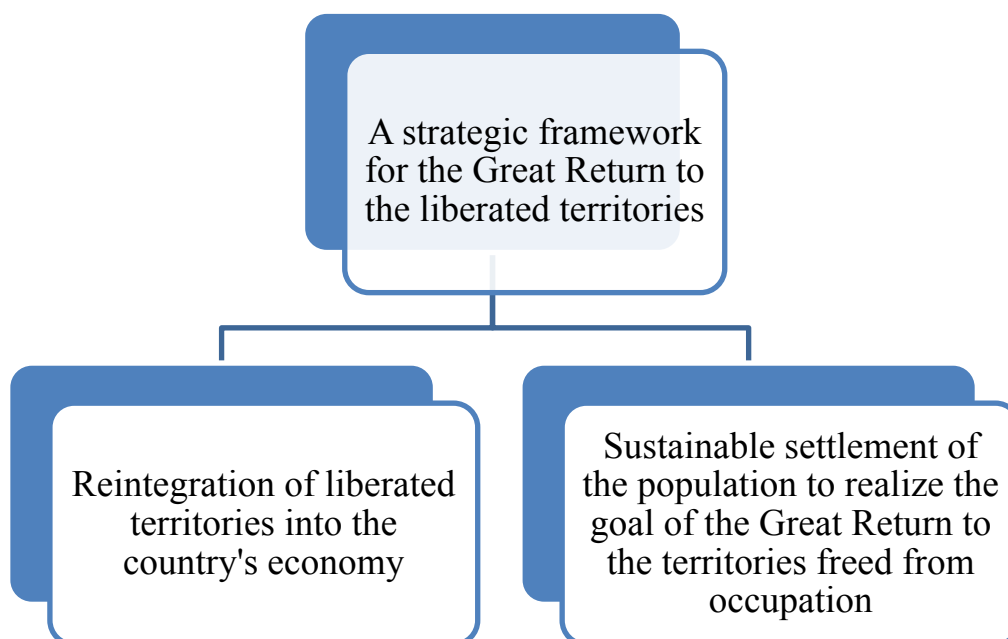 A strategic framework
for the Great Return to
the liberated territories
Reintegration of liberated
territories into the
country's economy
Sustainable settlement of
the population to realize the
goal of the Great Return to
the territories freed from
occupation